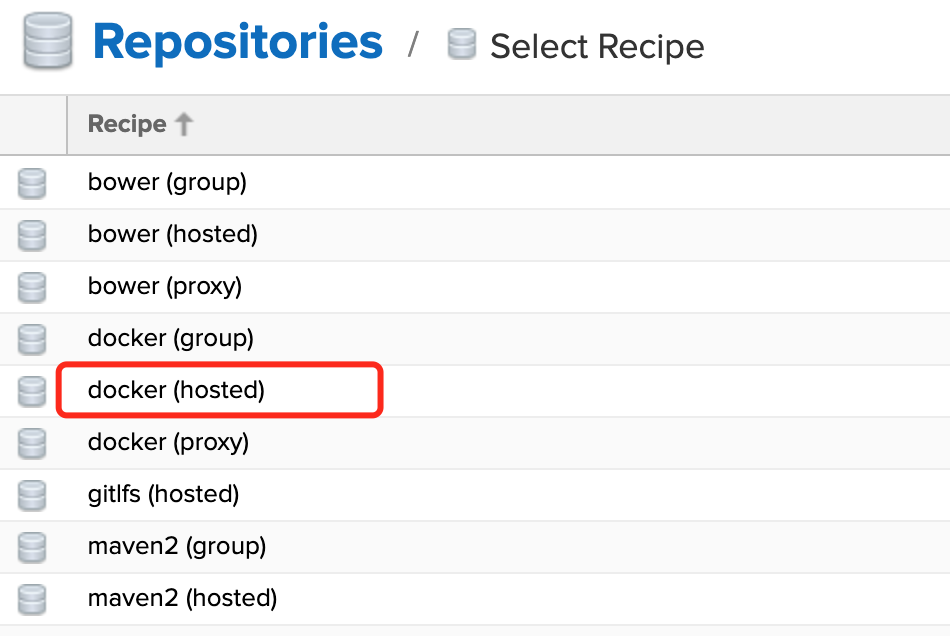 Repositories / Select Recipe
Recipe
bower (group)
bower (hosted)
bower (proxy)
docker (group)
docker (hosted)
docker (proxy)
gitlfs (hosted)
maven2 (group)
maven2 (hosted)